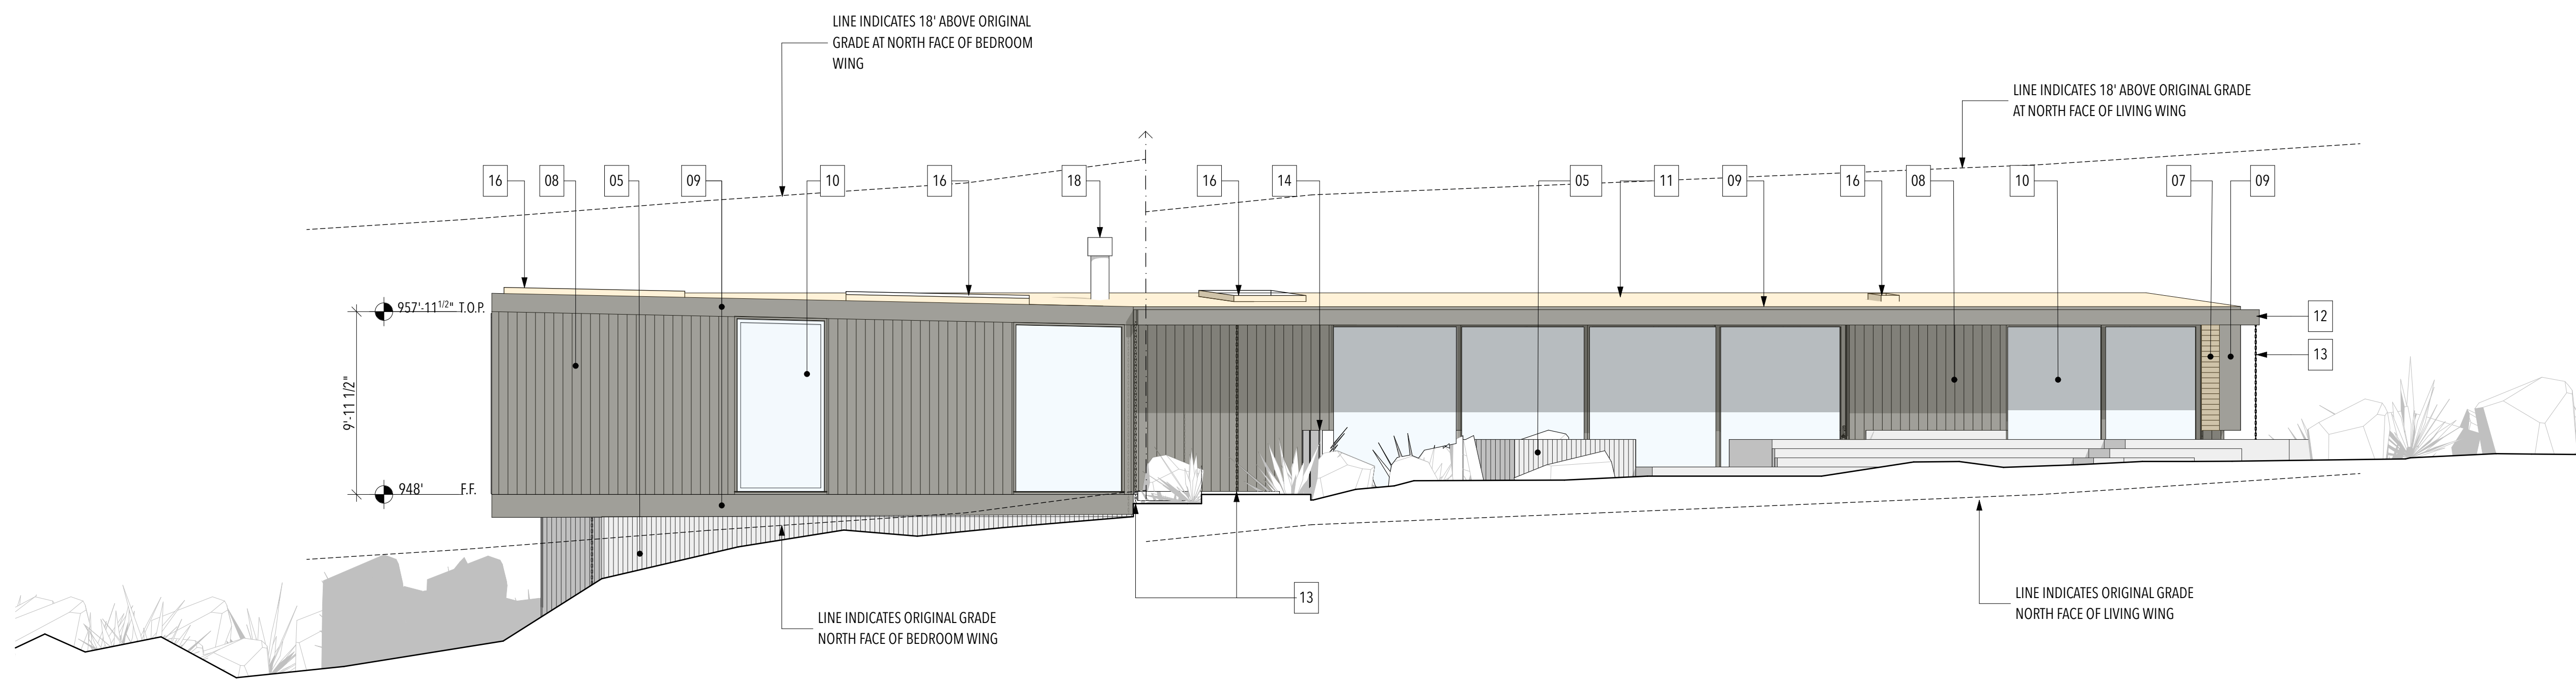 LINE INDICATES 18' ABOVE ORIGINAL
GRADE AT NORTH FACE OF BEDROOM
WING
LINE INDICATES 18' ABOVE ORIGINAL GRADE
AT NORTH FACE OF LIVING WING
16
08
05
09
10
16
18
16
14
05
11
09
16
08
10
07
09
957'-11 1/2" T.O.P.
12
13
9'-11 1/2"
948' F.F.
13
LINE INDICATES ORIGINAL GRADE
NORTH FACE OF BEDROOM WING
LINE INDICATES ORIGINAL GRADE
NORTH FACE OF LIVING WING